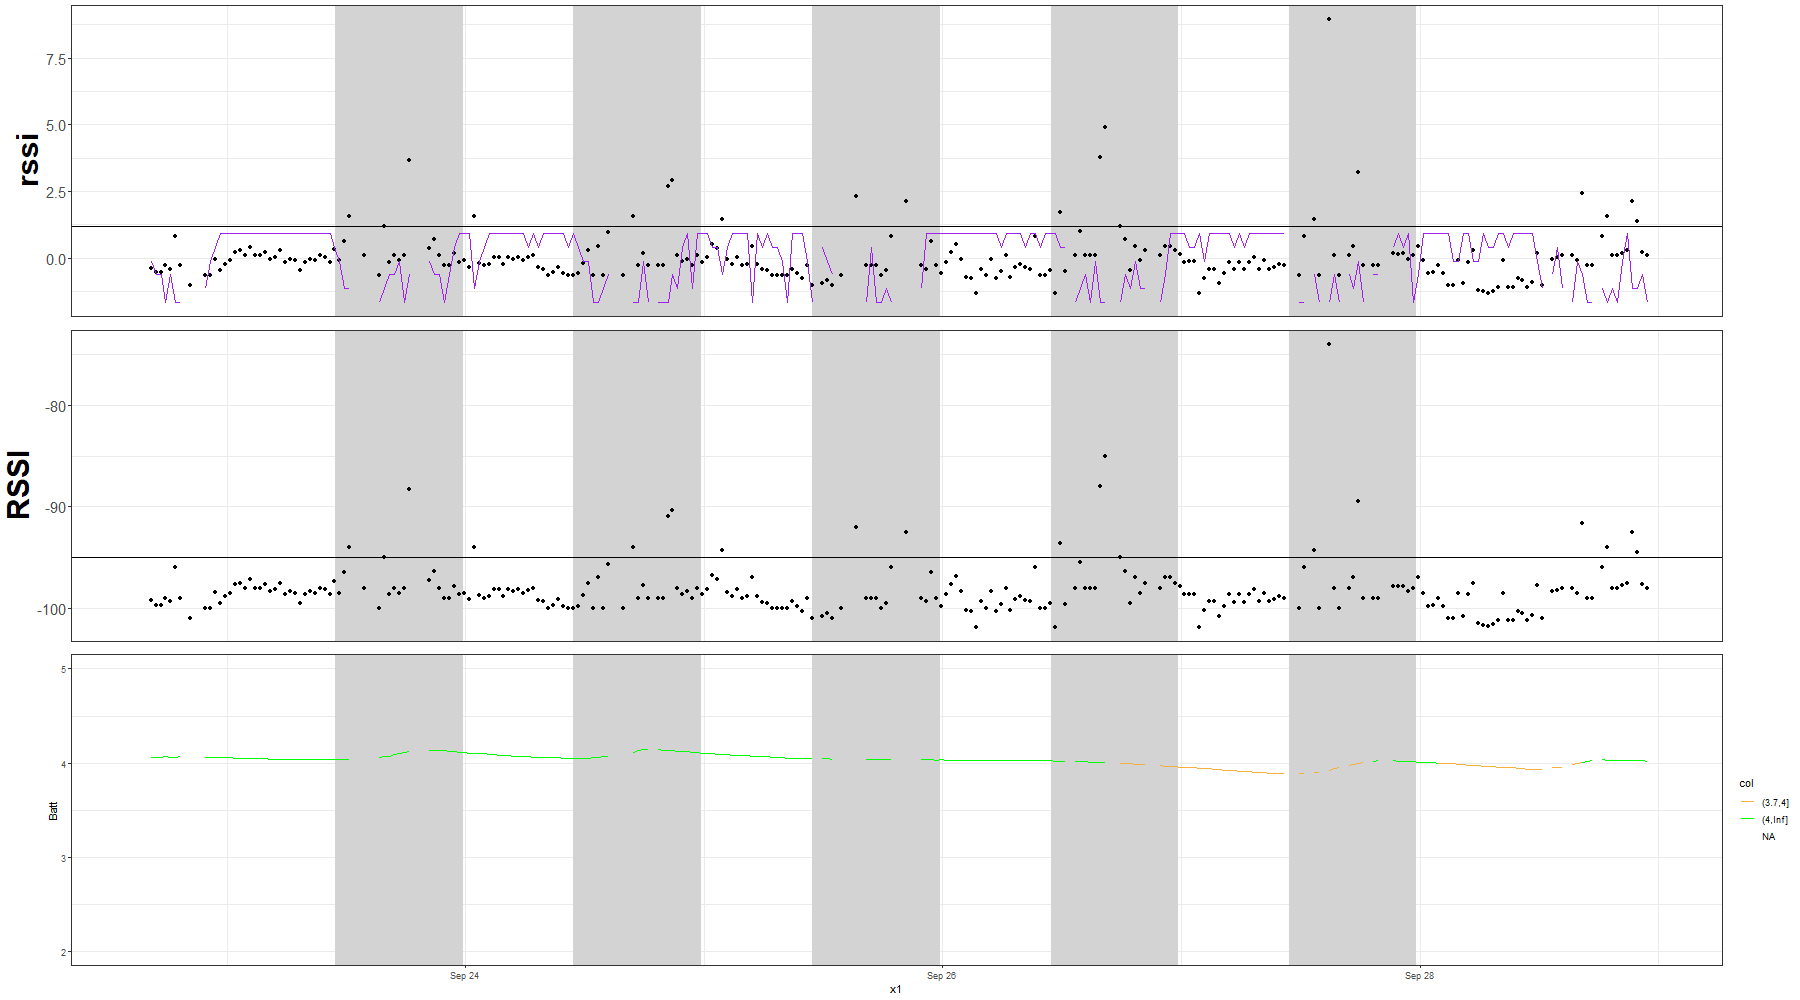 rssi
7.5
5.0
2.5
0.0
RSSI
-80
-90
-100
Batt
5
4
3
2
Sep 24
Sep 26
Sep 28
x1
col
(3.7,4]
(4,Inf]
NA